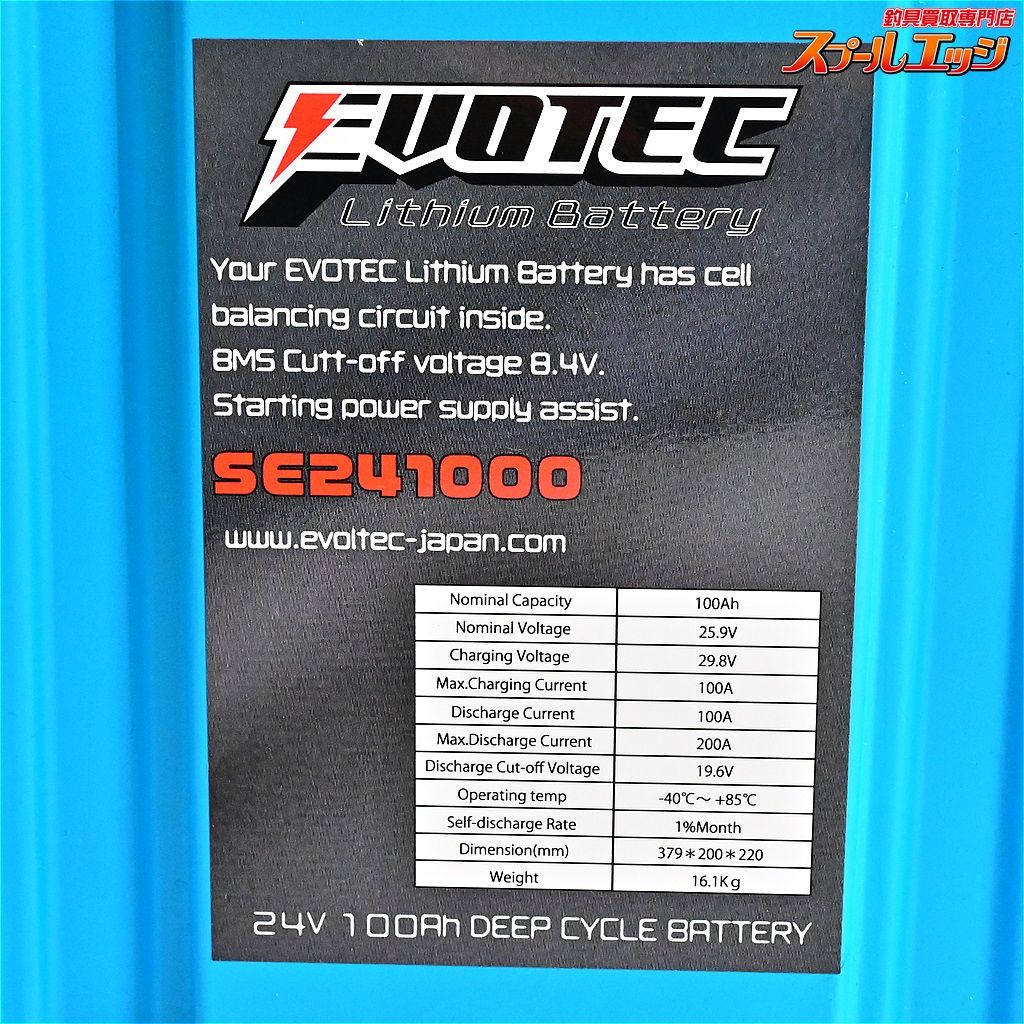 釣具買取専門店
スプールエッジ
EVOTEC
Lithium Battery
Your EVOTEC Lithium Battery has cell
balancing circuit inside.
BMS Cutt-off voltage 8.4V.
Starting power supply assist.
SE241000
www.evoltec-japan.com
Nominal Capacity 100Ah
Nominal Voltage 25.9V
Charging Voltage 29.8V
Max.Charging Current 100A
Discharge Current 100A
Max.Discharge Current 200A
Discharge Cut-off Voltage 19.6V
Operating temp -40℃～ +85℃
Self-discharge Rate 1%Month
Dimension(mm) 379＊200＊220
Weight 16.1Kg
24V 100Ah DEEP CYCLE BATTERY